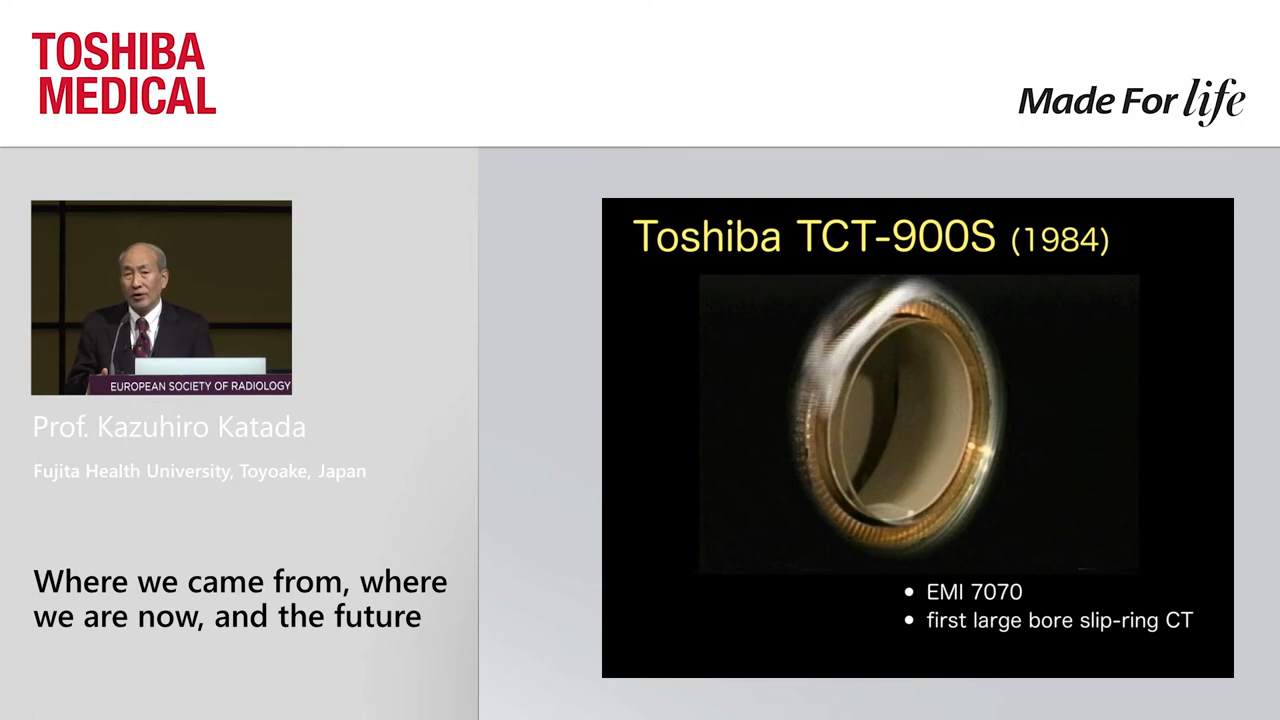 TOSHIBA
MEDICAL
Made For life
EUROPEAN SOCIETY OF RADIOLOGY
Prof. Kazuhiro Katada
Fujita Health University, Toyoake, Japan
Where we came from, where
we are now, and the future
Toshiba TCT-900S (1984)
• EMI 7070
• first large bore slip-ring CT